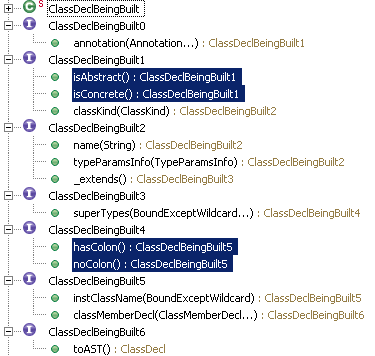 ClassDeclBeingBuilt
ClassDeclBeingBuilt0
annotation(Annotation...) : ClassDeclBeingBuilt1
ClassDeclBeingBuilt1
isAbstract() : ClassDeclBeingBuilt1
isConcrete() : ClassDeclBeingBuilt1
classKind(ClassKind) : ClassDeclBeingBuilt2
ClassDeclBeingBuilt2
name(String) : ClassDeclBeingBuilt2
typeParamsInfo(TypeParamsInfo) : ClassDeclBeingBuilt2
_extends() : ClassDeclBeingBuilt3
ClassDeclBeingBuilt3
superTypes(BoundExceptWildcard...) : ClassDeclBeingBuilt4
ClassDeclBeingBuilt4
hasColon() : ClassDeclBeingBuilt5
noColon() : ClassDeclBeingBuilt5
ClassDeclBeingBuilt5
instClassName(BoundExceptWildcard) : ClassDeclBeingBuilt5
classMemberDecl(ClassMemberDecl...) : ClassDeclBeingBuilt6
ClassDeclBeingBuilt6
toAST() : ClassDecl